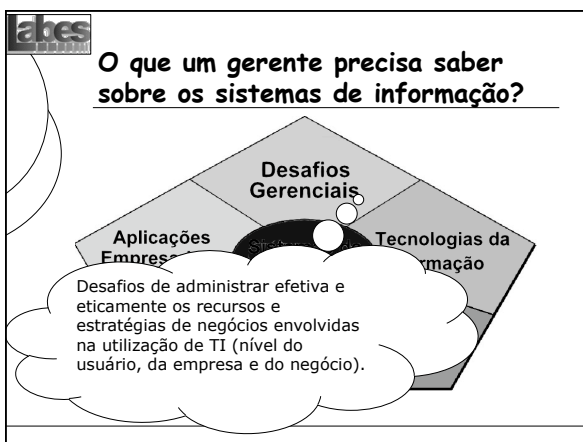 Labes
O que um gerente precisa saber
sobre os sistemas de informação?
Desafios
Gerenciais
Aplicações
Tecnologias da
Desafios de administrar efetiva e
eticamente os recursos e
estratégias de negócios envolvidas
na utilização de TI (nível do
usuário, da empresa e do negócio).